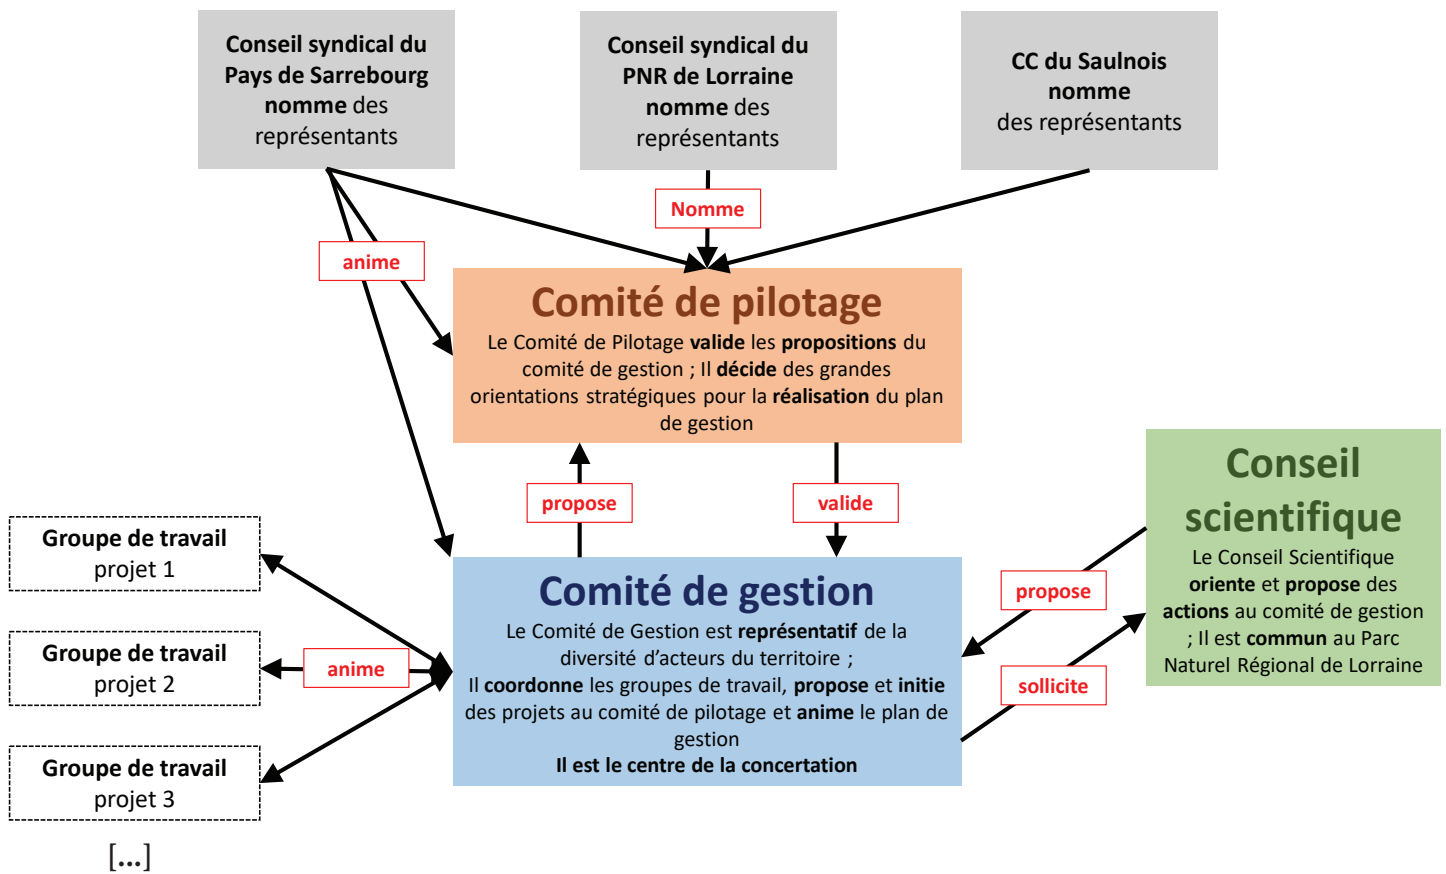 Conseil syndical du
Pays de Sarrebourg
nomme des
représentants
Conseil syndical du
PNR de Lorraine
nomme des
représentants
CC du Saulnois
nomme
des représentants
Nomme
anime
Comité de pilotage
Le Comité de Pilotage valide les propositions du
comité de gestion ; Il décide des grandes
orientations stratégiques pour la réalisation du plan
de gestion
propose
valide
Conseil
scientifique
Le Conseil Scientifique
oriente et propose des
actions au comité de gestion
; Il est commun au Parc
Naturel Régional de Lorraine
propose
sollicite
Groupe de travail
projet 1
Groupe de travail
projet 2
Groupe de travail
projet 3
[...]
anime
Comité de gestion
Le Comité de Gestion est représentatif de la
diversité d'acteurs du territoire ;
Il coordonne les groupes de travail, propose et initie
des projets au comité de pilotage et anime le plan de
gestion
Il est le centre de la concertation